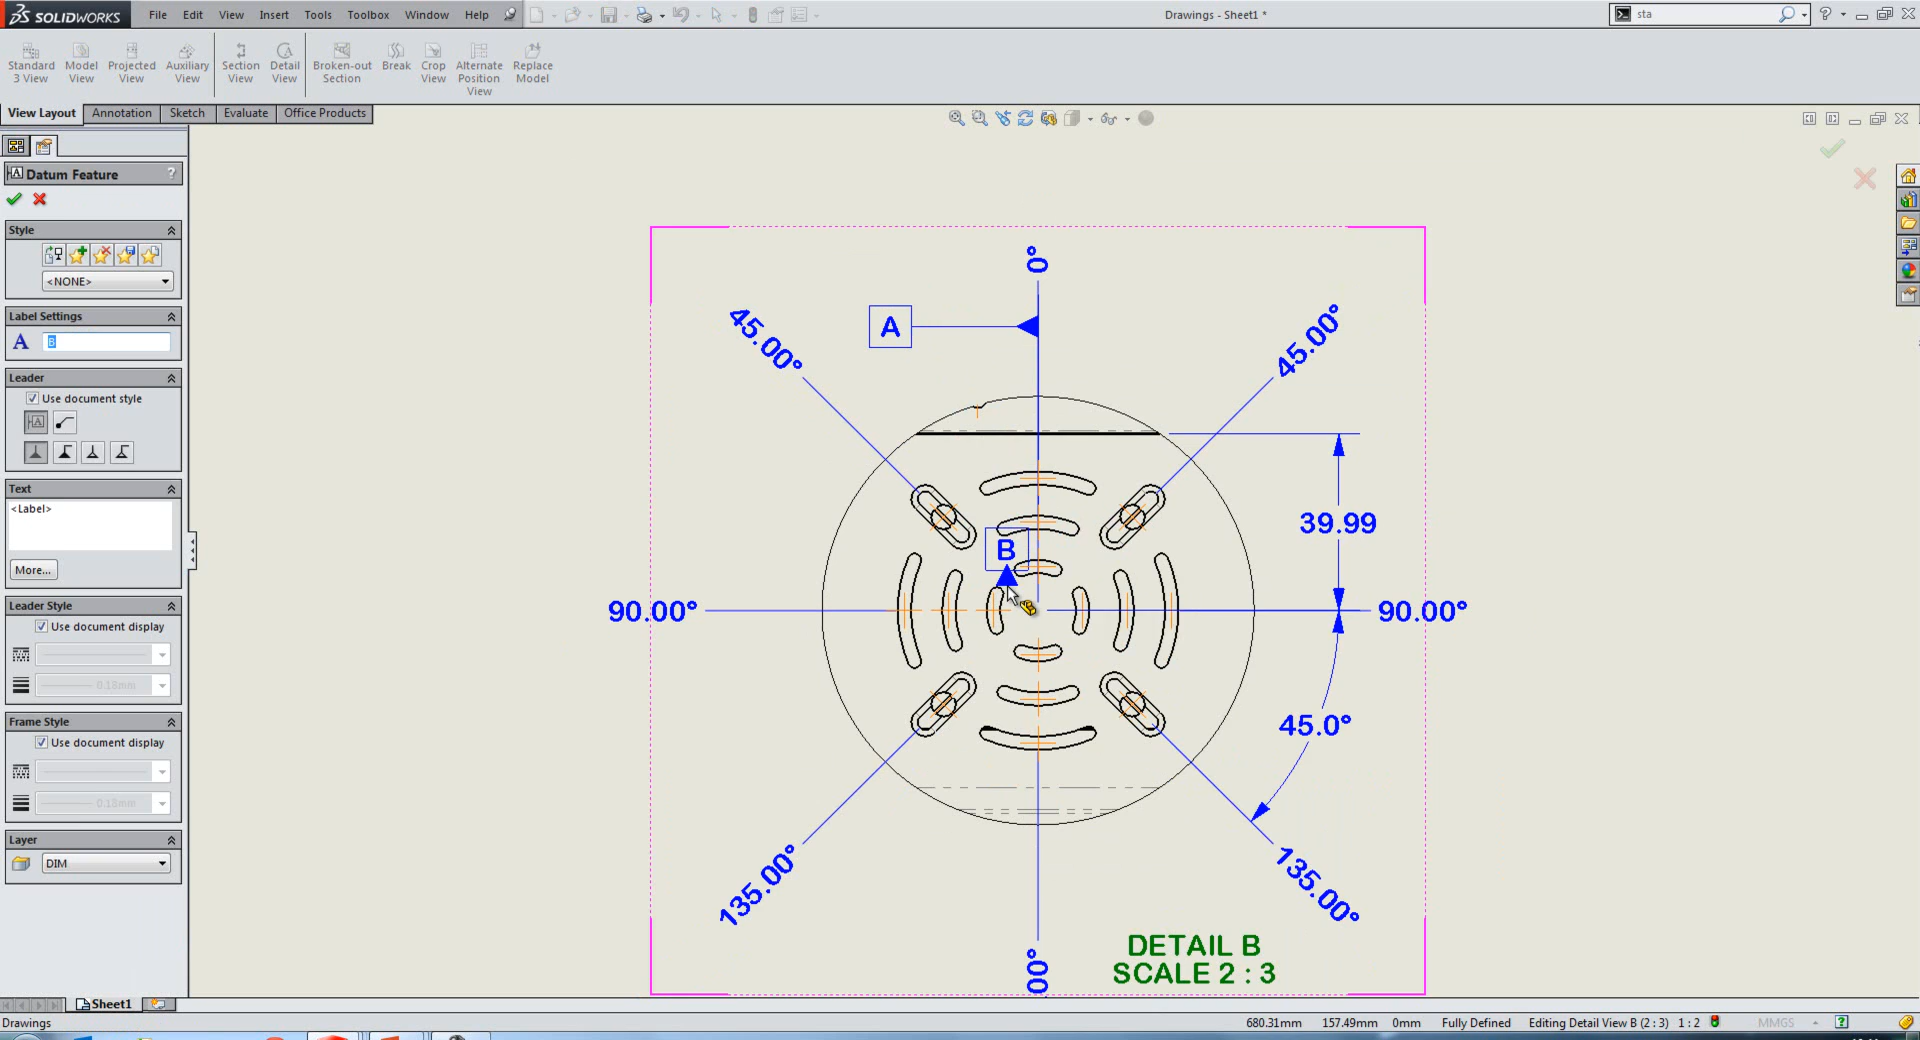 SOLIDWORKS
File Edit View Insert Tools Toolbox Window Help
Drawings - Sheet1 *
sta
Standard 3 View
Model View
Projected View
Auxiliary View
Section View
Detail View
Broken-out Section
Break
Crop View
Alternate Position View
Replace Model
View Layout Annotation Sketch Evaluate Office Products
Datum Feature ?
Style
<NONE>
Label Settings
A B
Leader
Use document style
Text
<Label>
More...
Leader Style
Use document display
0.18mm
Frame Style
Use document display
0.18mm
Layer
DIM
0°
A
45.00°
45.00°
39.99
B
90.00°
90.00°
45.0°
135.00°
135.00°
00°
DETAIL B
SCALE 2 : 3
Sheet1
Drawings
680.31mm 157.49mm 0mm Fully Defined Editing Detail View B (2 : 3) 1 : 2 MMGS